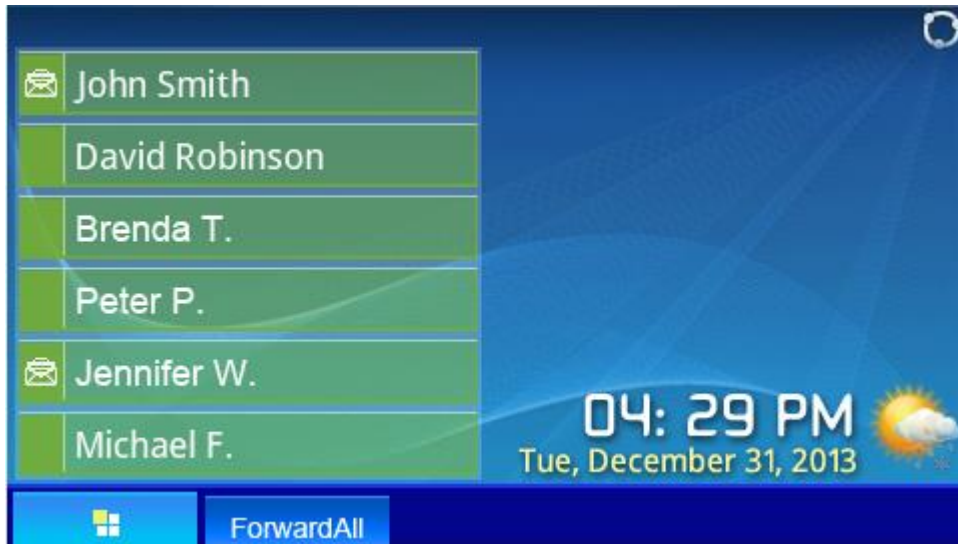 John Smith
David Robinson
Brenda T.
Peter P.
Jennifer W.
Michael F.
04: 29 PM
Tue, December 31, 2013
ForwardAll